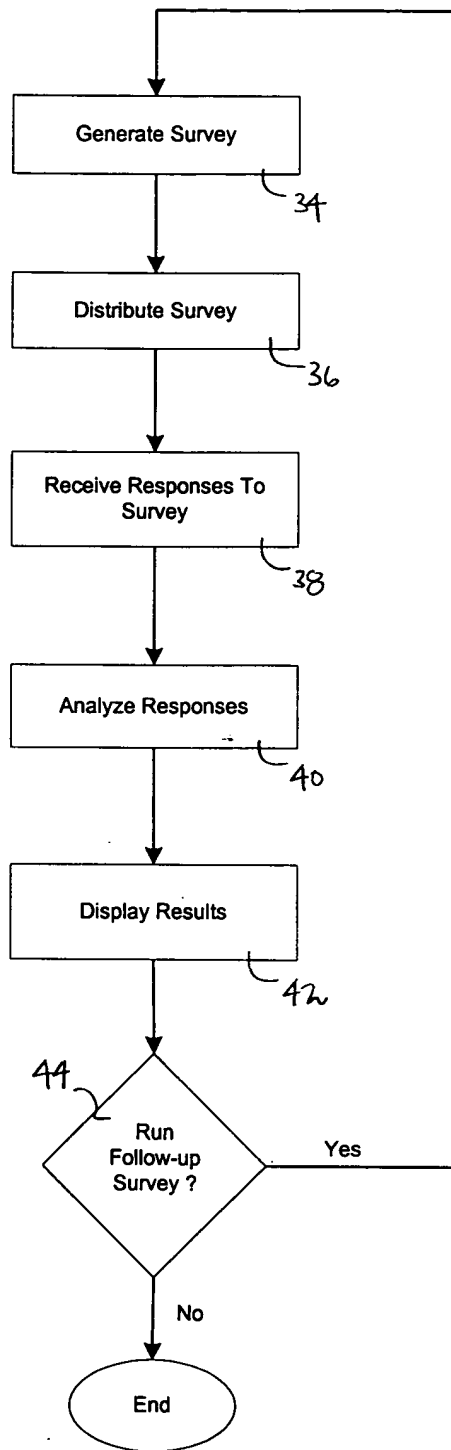 Generate Survey
34
Distribute Survey
36
Receive Responses To
Survey
38
Analyze Responses
40
Display Results
42
44
Run
Follow-up
Survey ?
Yes
No
End